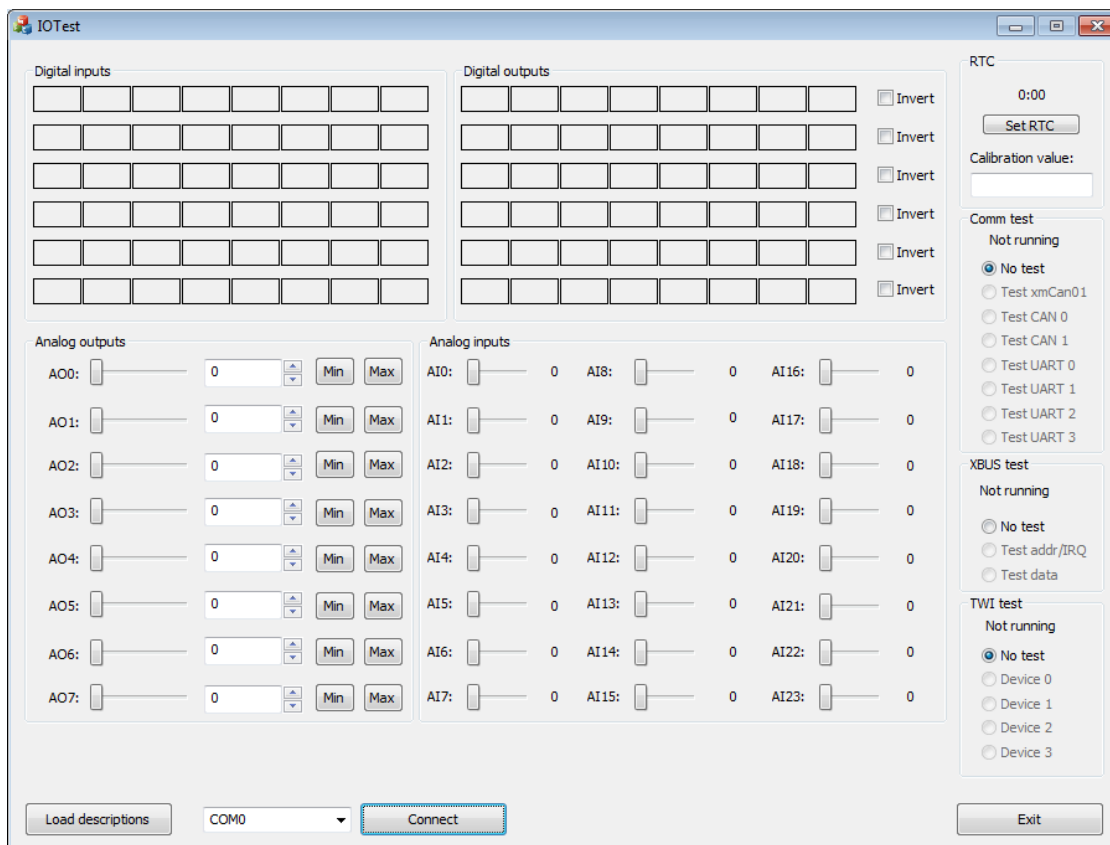 IOTest
Digital inputs
Digital outputs
Invert
Invert
Invert
Invert
Invert
Invert
Analog outputs
AO0: 0 Min Max
AO1: 0 Min Max
AO2: 0 Min Max
AO3: 0 Min Max
AO4: 0 Min Max
AO5: 0 Min Max
AO6: 0 Min Max
AO7: 0 Min Max
Analog inputs
AI0: 0 AI8: 0 AI16: 0
AI1: 0 AI9: 0 AI17: 0
AI2: 0 AI10: 0 AI18: 0
AI3: 0 AI11: 0 AI19: 0
AI4: 0 AI12: 0 AI20: 0
AI5: 0 AI13: 0 AI21: 0
AI6: 0 AI14: 0 AI22: 0
AI7: 0 AI15: 0 AI23: 0
RTC
0:00
Set RTC
Calibration value:
Comm test
Not running
No test
Test xmCan01
Test CAN 0
Test CAN 1
Test UART 0
Test UART 1
Test UART 2
Test UART 3
XBUS test
Not running
No test
Test addr/IRQ
Test data
TWI test
Not running
No test
Device 0
Device 1
Device 2
Device 3
Load descriptions COM0 Connect Exit